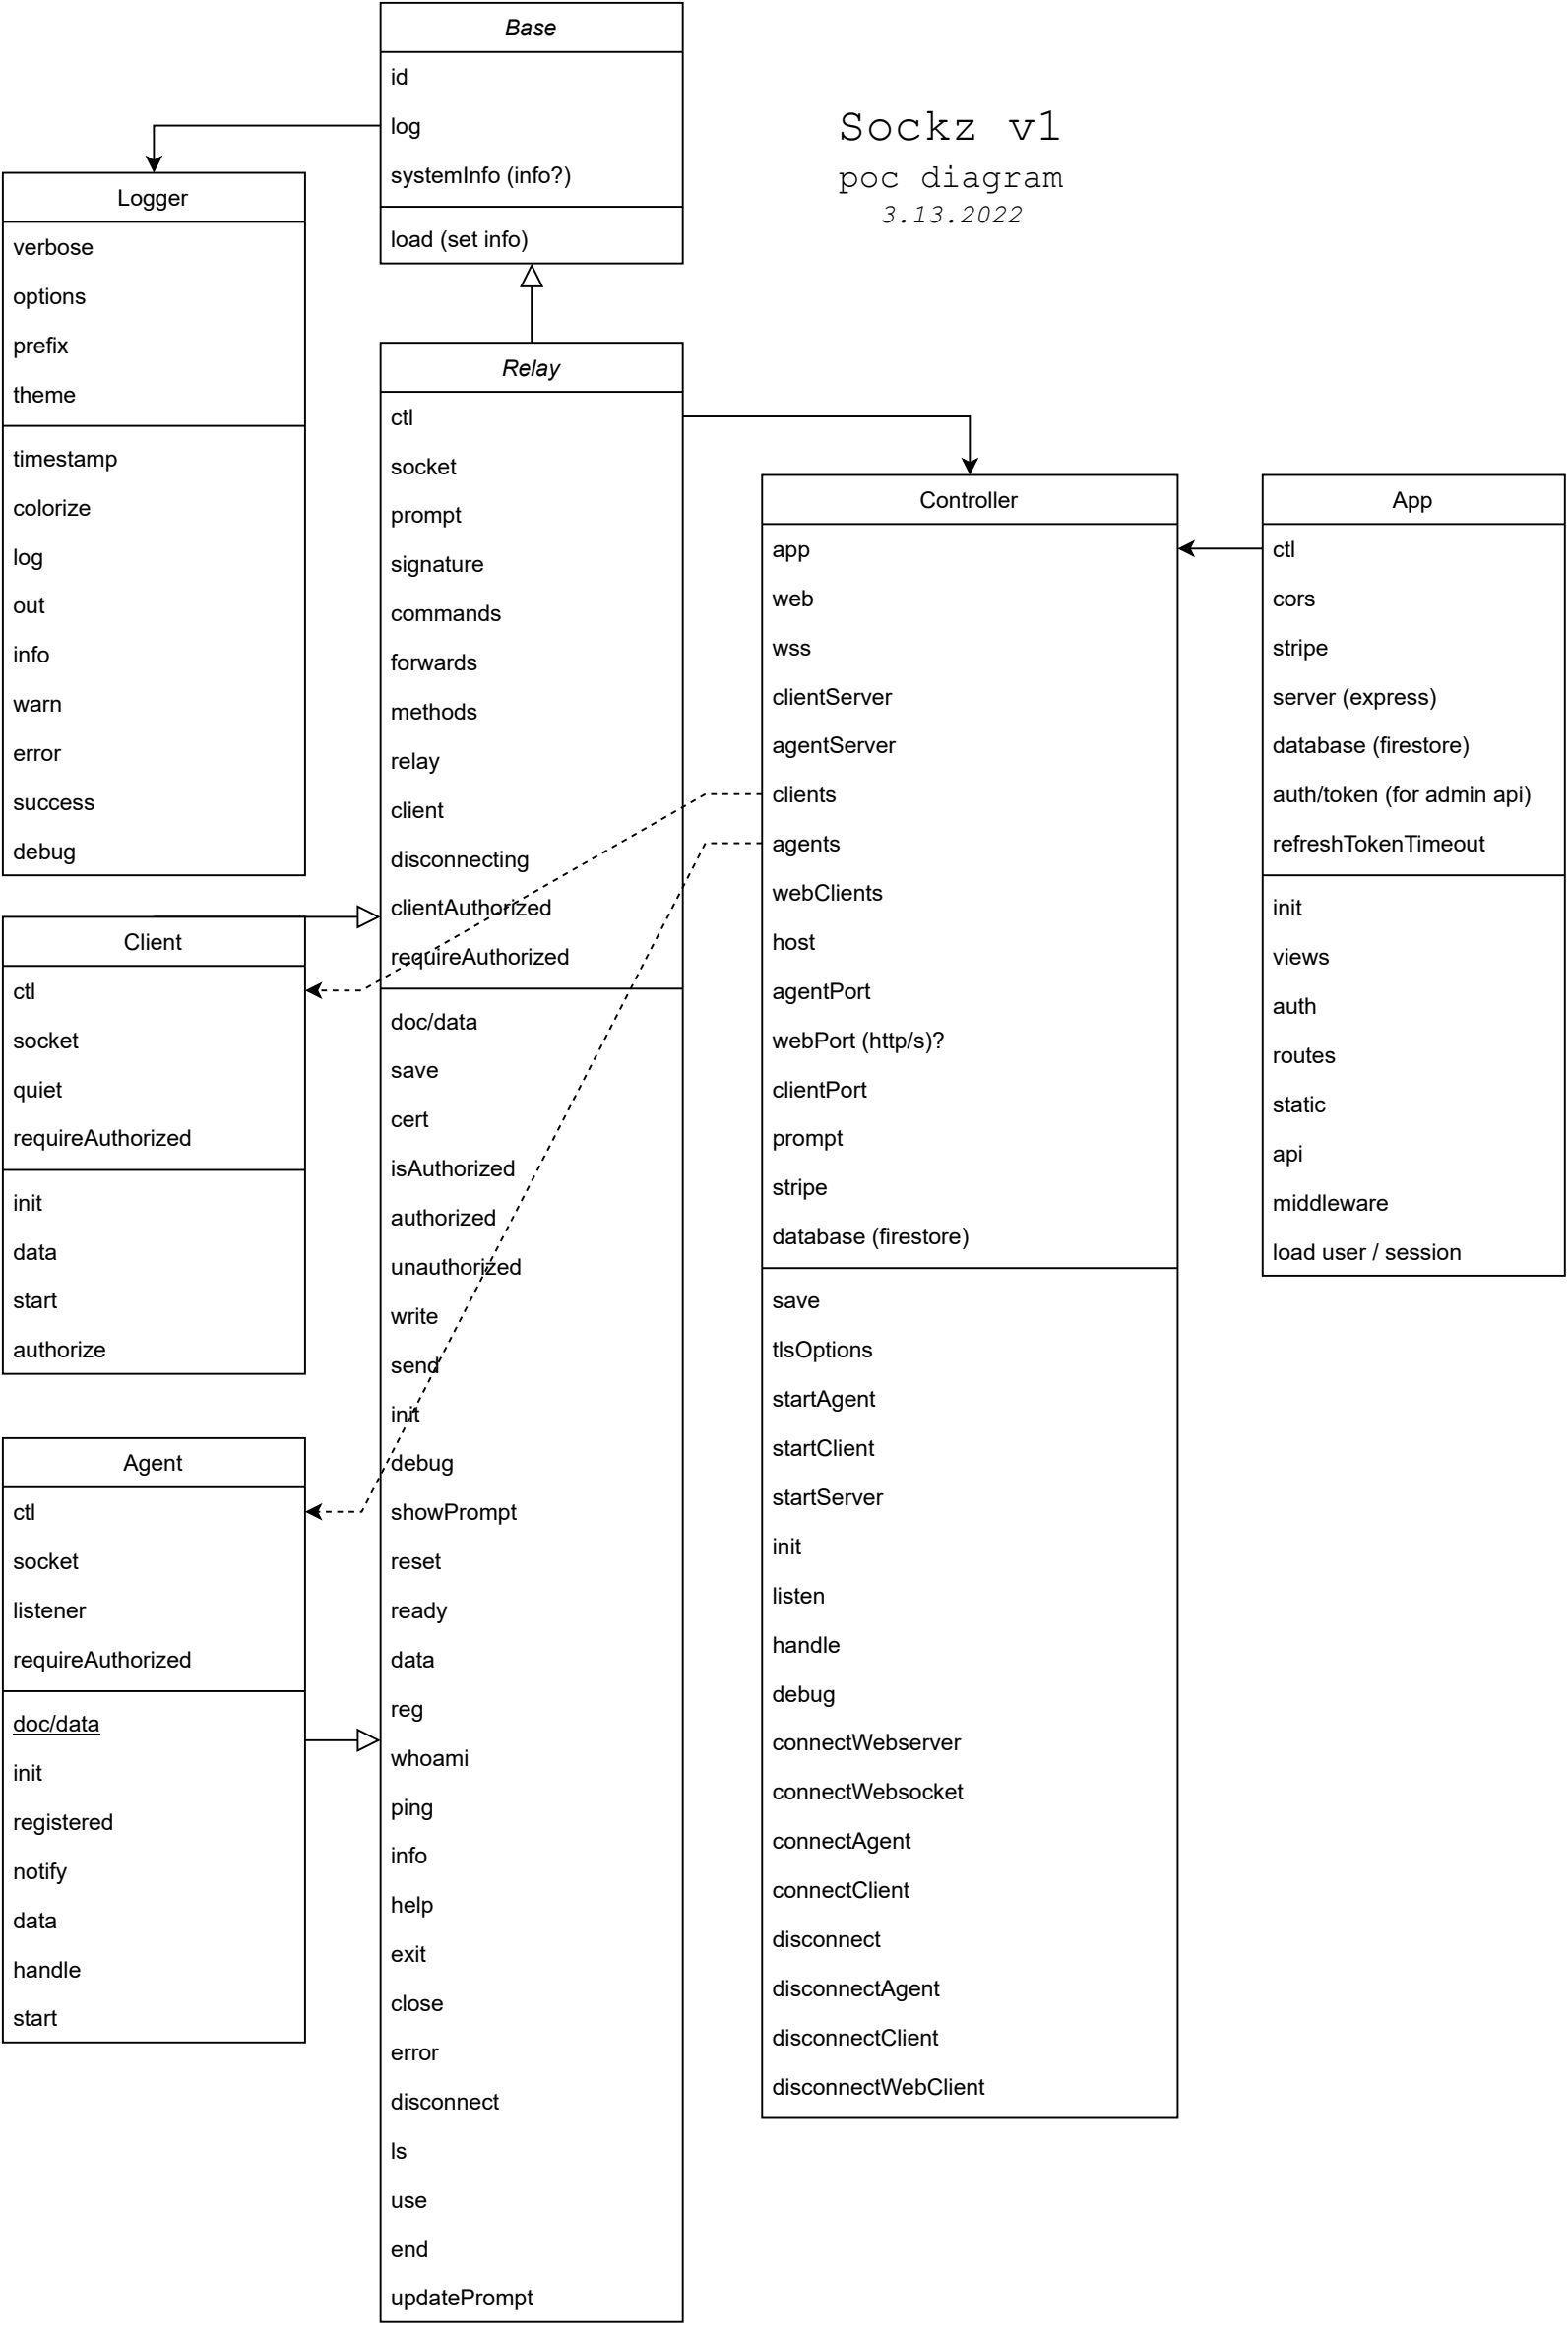 Base
id
log
systemInfo (info?)
load (set info)
Sockz v1
poc diagram
3.13.2022
Logger
verbose
options
prefix
theme
timestamp
colorize
log
out
info
warn
error
success
debug
Relay
ctl
socket
prompt
signature
commands
forwards
methods
relay
client
disconnecting
clientAuthorized
requireAuthorized
doc/data
save
cert
isAuthorized
authorized
unauthorized
write
send
init
debug
showPrompt
reset
ready
data
reg
whoami
ping
info
help
exit
close
error
disconnect
ls
use
end
updatePrompt
Controller
app
web
wss
clientServer
agentServer
clients
agents
webClients
host
agentPort
webPort (http/s)?
clientPort
prompt
stripe
database (firestore)
save
tlsOptions
startAgent
startClient
startServer
init
listen
handle
debug
connectWebserver
connectWebsocket
connectAgent
connectClient
disconnect
disconnectAgent
disconnectClient
disconnectWebClient
App
ctl
cors
stripe
server (express)
database (firestore)
auth/token (for admin api)
refreshTokenTimeout
init
views
auth
routes
static
api
middleware
load user / session
Client
ctl
socket
quiet
requireAuthorized
init
data
start
authorize
Agent
ctl
socket
listener
requireAuthorized
doc/data
init
registered
notify
data
handle
start